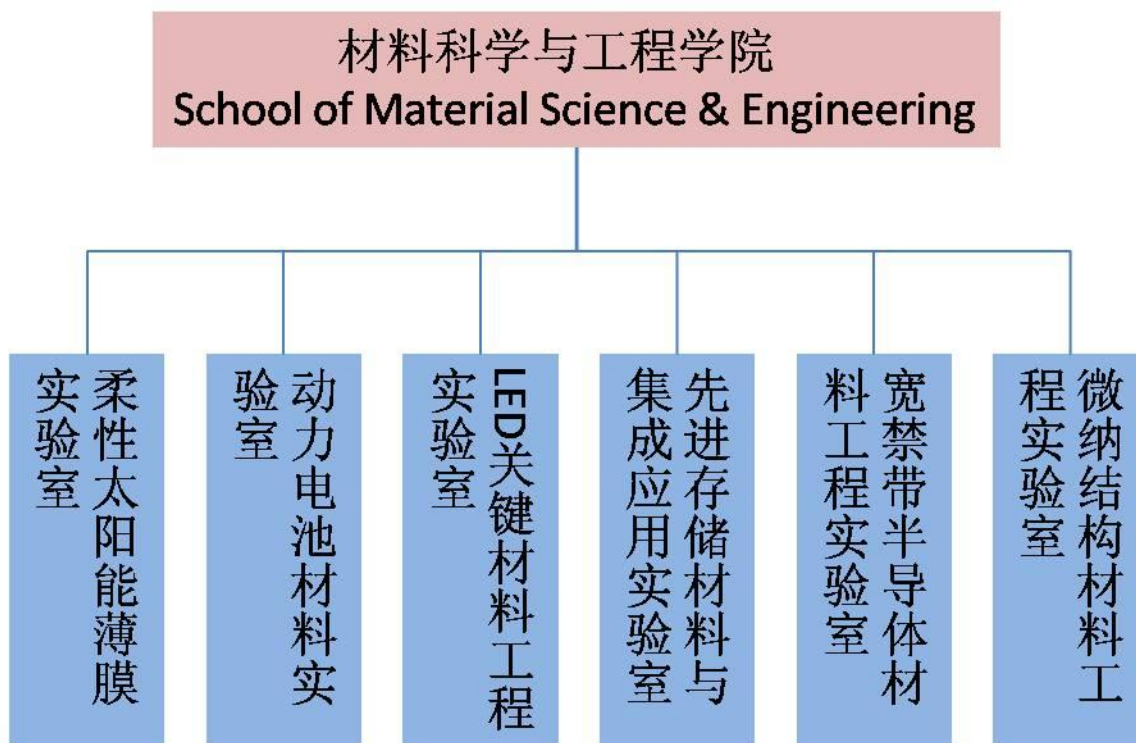 材料科学与工程学院
School of Material Science & Engineering
柔性太阳能薄膜
实验室
动力电池材料实
验室
LED关键材料工程
实验室
先进存储材料与
集成应用实验室
宽禁带半导体材
料工程实验室
微纳结构材料工
程实验室